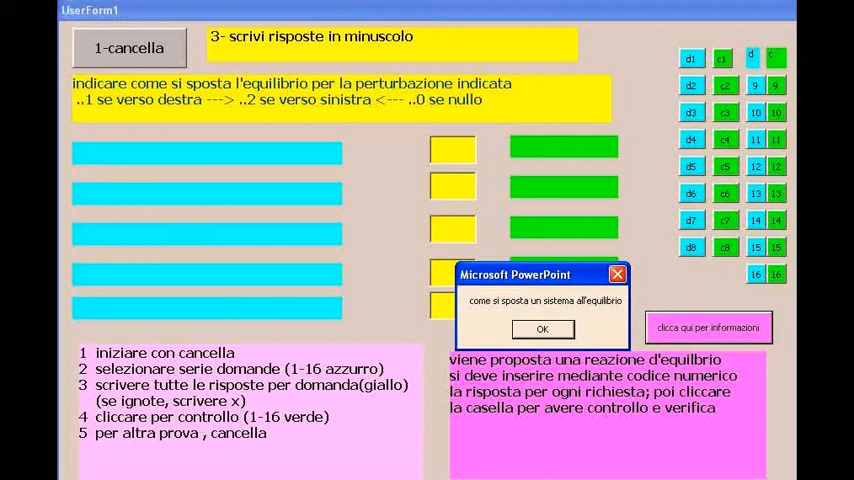 UserForm1
1-cancella
3- scrivi risposte in minuscolo
indicare come si sposta l'equilibrio per la perturbazione indicata
..1 se verso destra ---> ..2 se verso sinistra <--- ..0 se nullo
d1 c1 d c
d2 c2 9 9
d3 c3 10 10
d4 c4 11 11
d5 c5 12 12
d6 c6 13 13
d7 c7 14 14
d8 c8 15 15
16 16
Microsoft PowerPoint
come si sposta un sistema all'equilibrio
OK
clicca qui per informazioni
1 iniziare con cancella
2 selezionare serie domande (1-16 azzurro)
3 scrivere tutte le risposte per domanda(giallo)
(se ignote, scrivere x)
4 cliccare per controllo (1-16 verde)
5 per altra prova , cancella
viene proposta una reazione d'equilbrio
si deve inserire mediante codice numerico
la risposta per ogni richiesta; poi cliccare
la casella per avere controllo e verifica